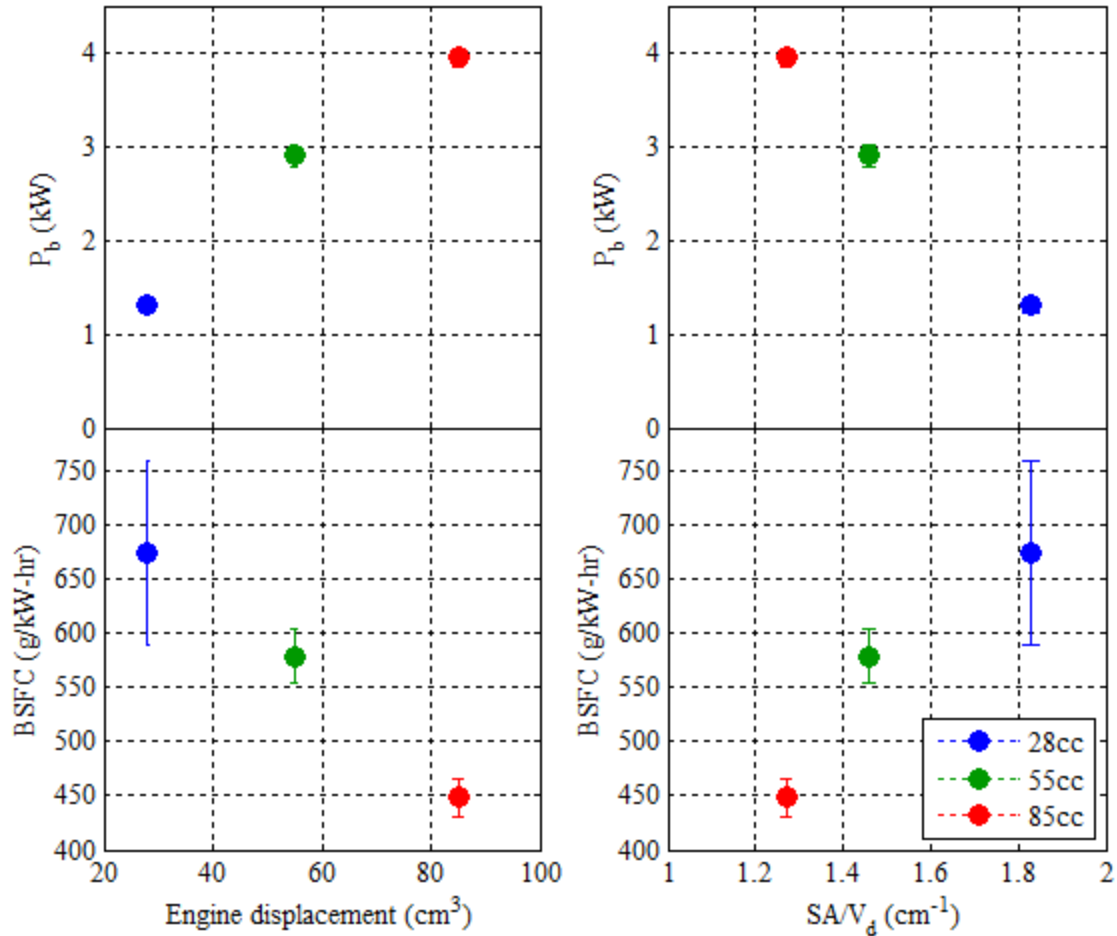 4
3
2
1
0
P_b (kW)
4
3
2
1
0
P_b (kW)
750
700
650
600
550
500
450
400
BSFC (g/kW-hr)
20 40 60 80 100
Engine displacement (cm³)
750
700
650
600
550
500
450
400
BSFC (g/kW-hr)
28cc
55cc
85cc
1 1.2 1.4 1.6 1.8 2
SA/V_d (cm⁻¹)